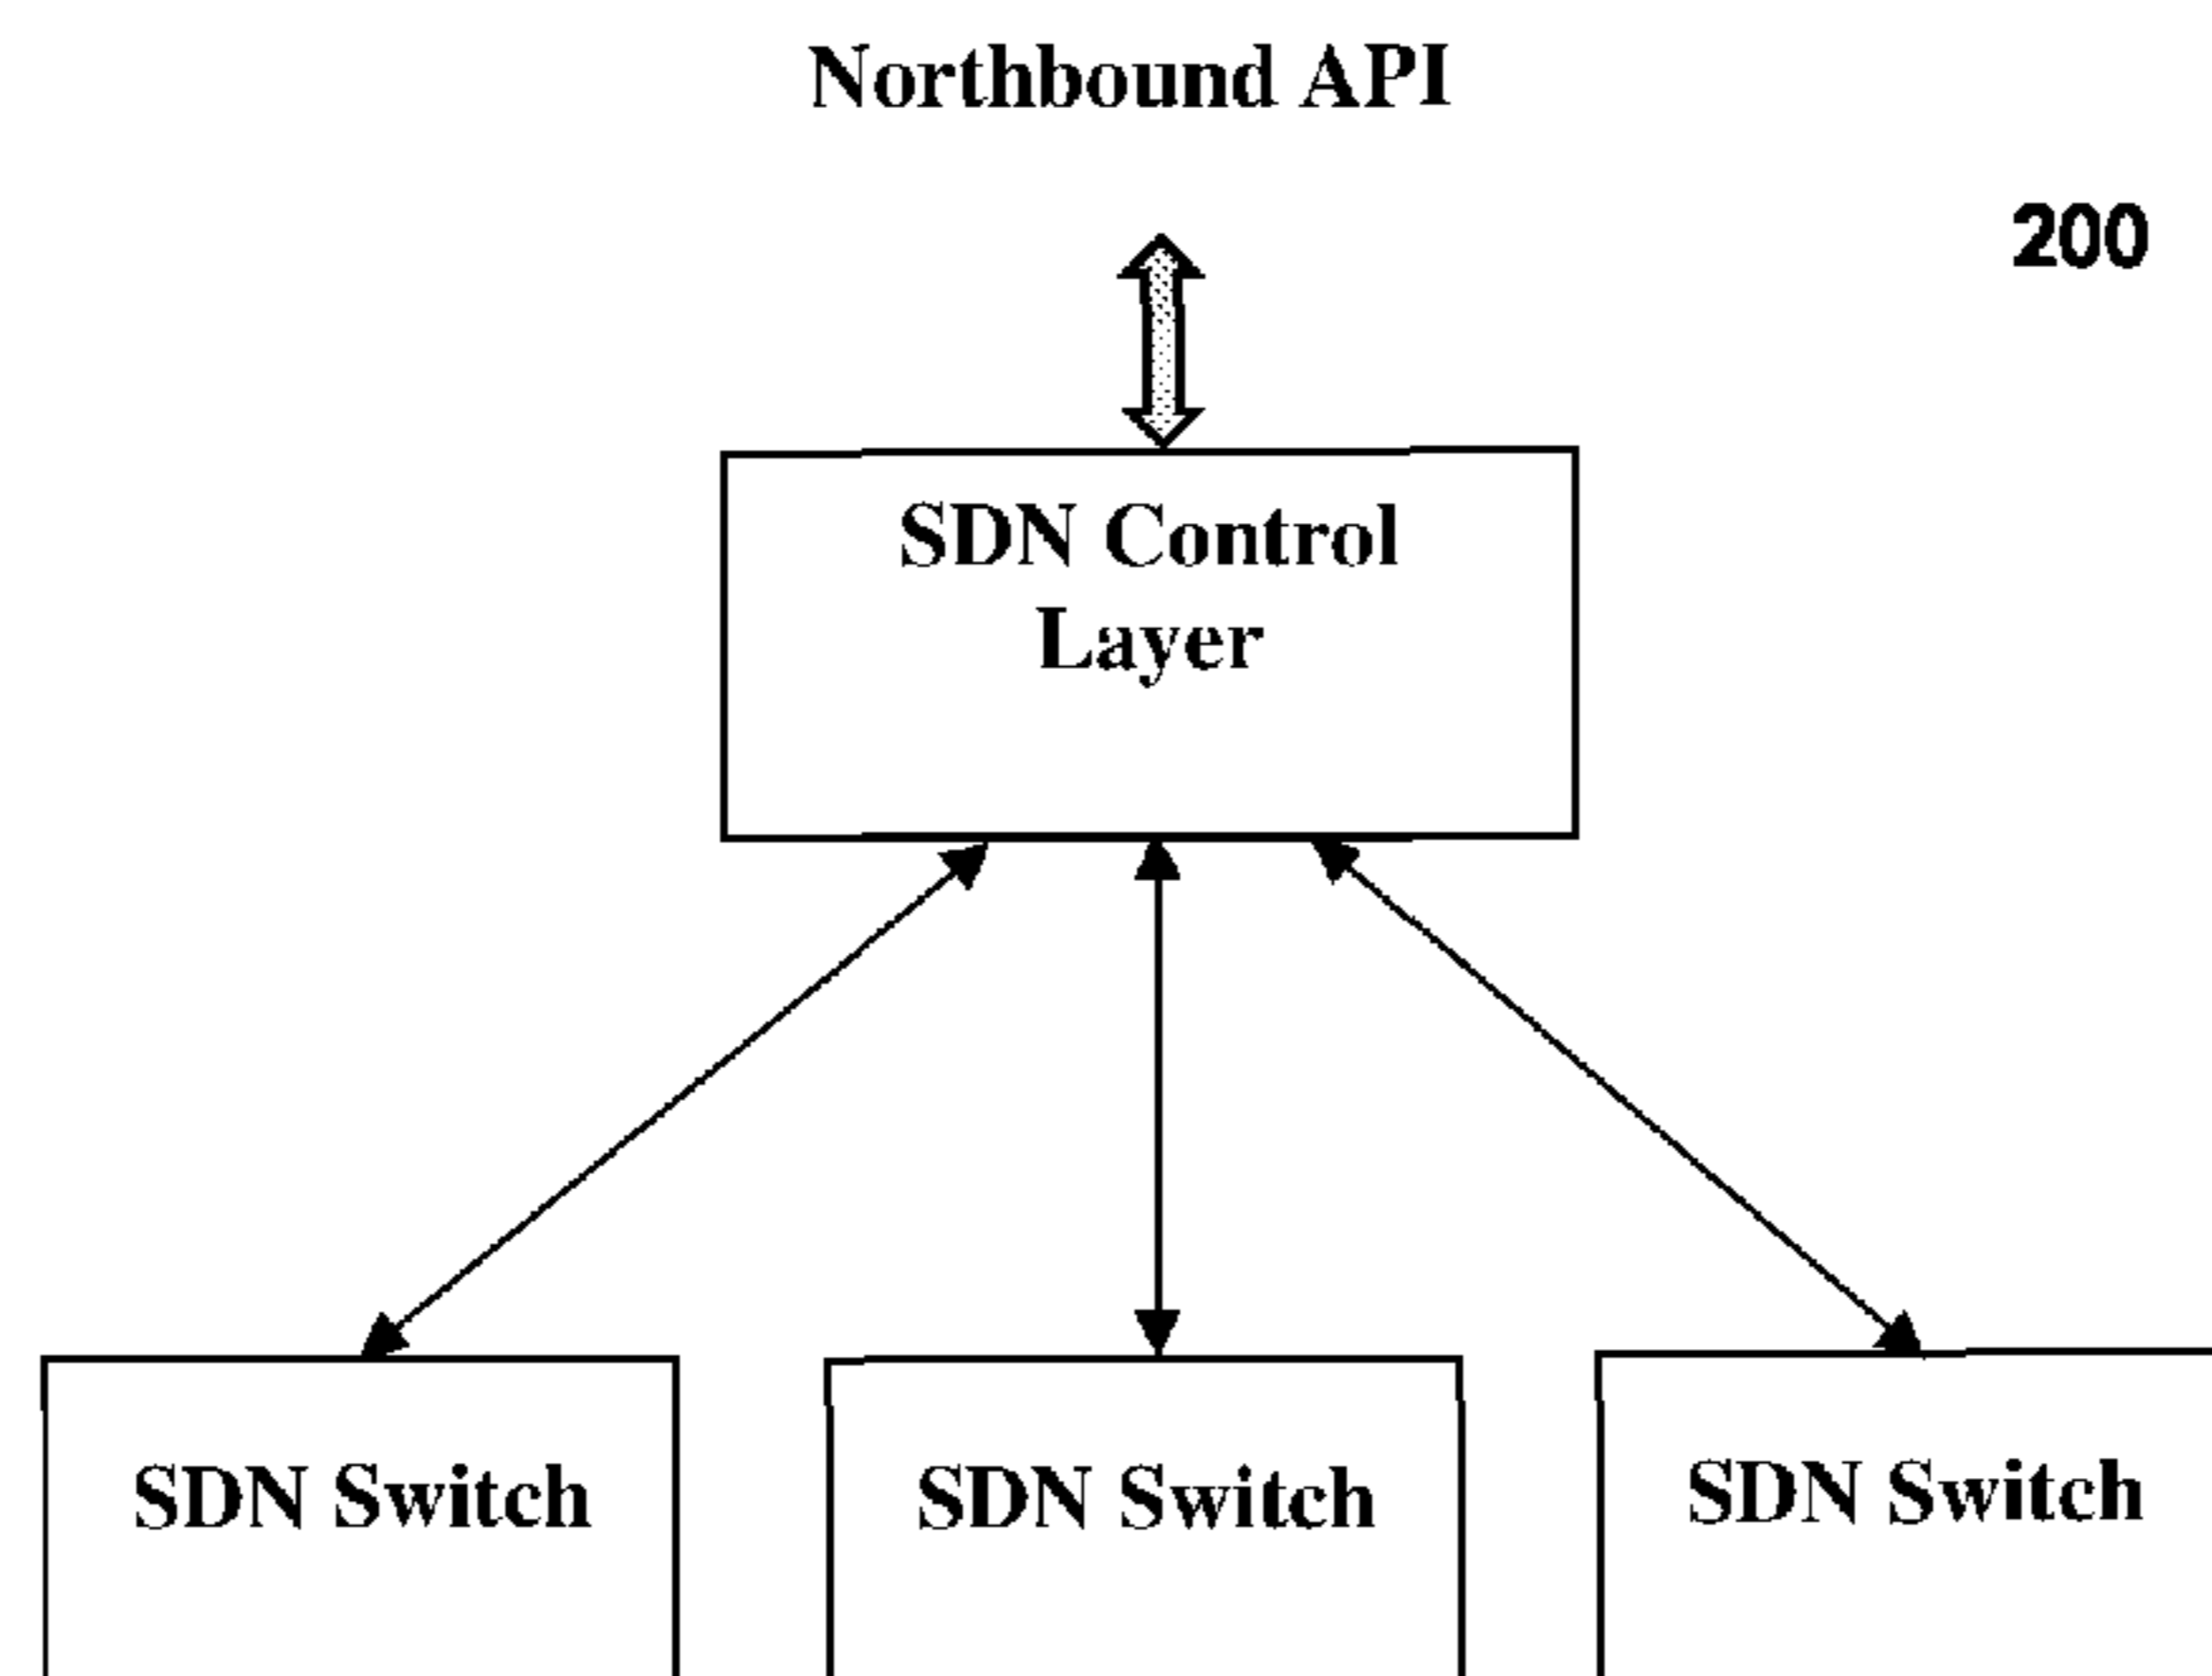 Northbound API
200
SDN Control
Layer
SDN Switch
SDN Switch
SDN Switch